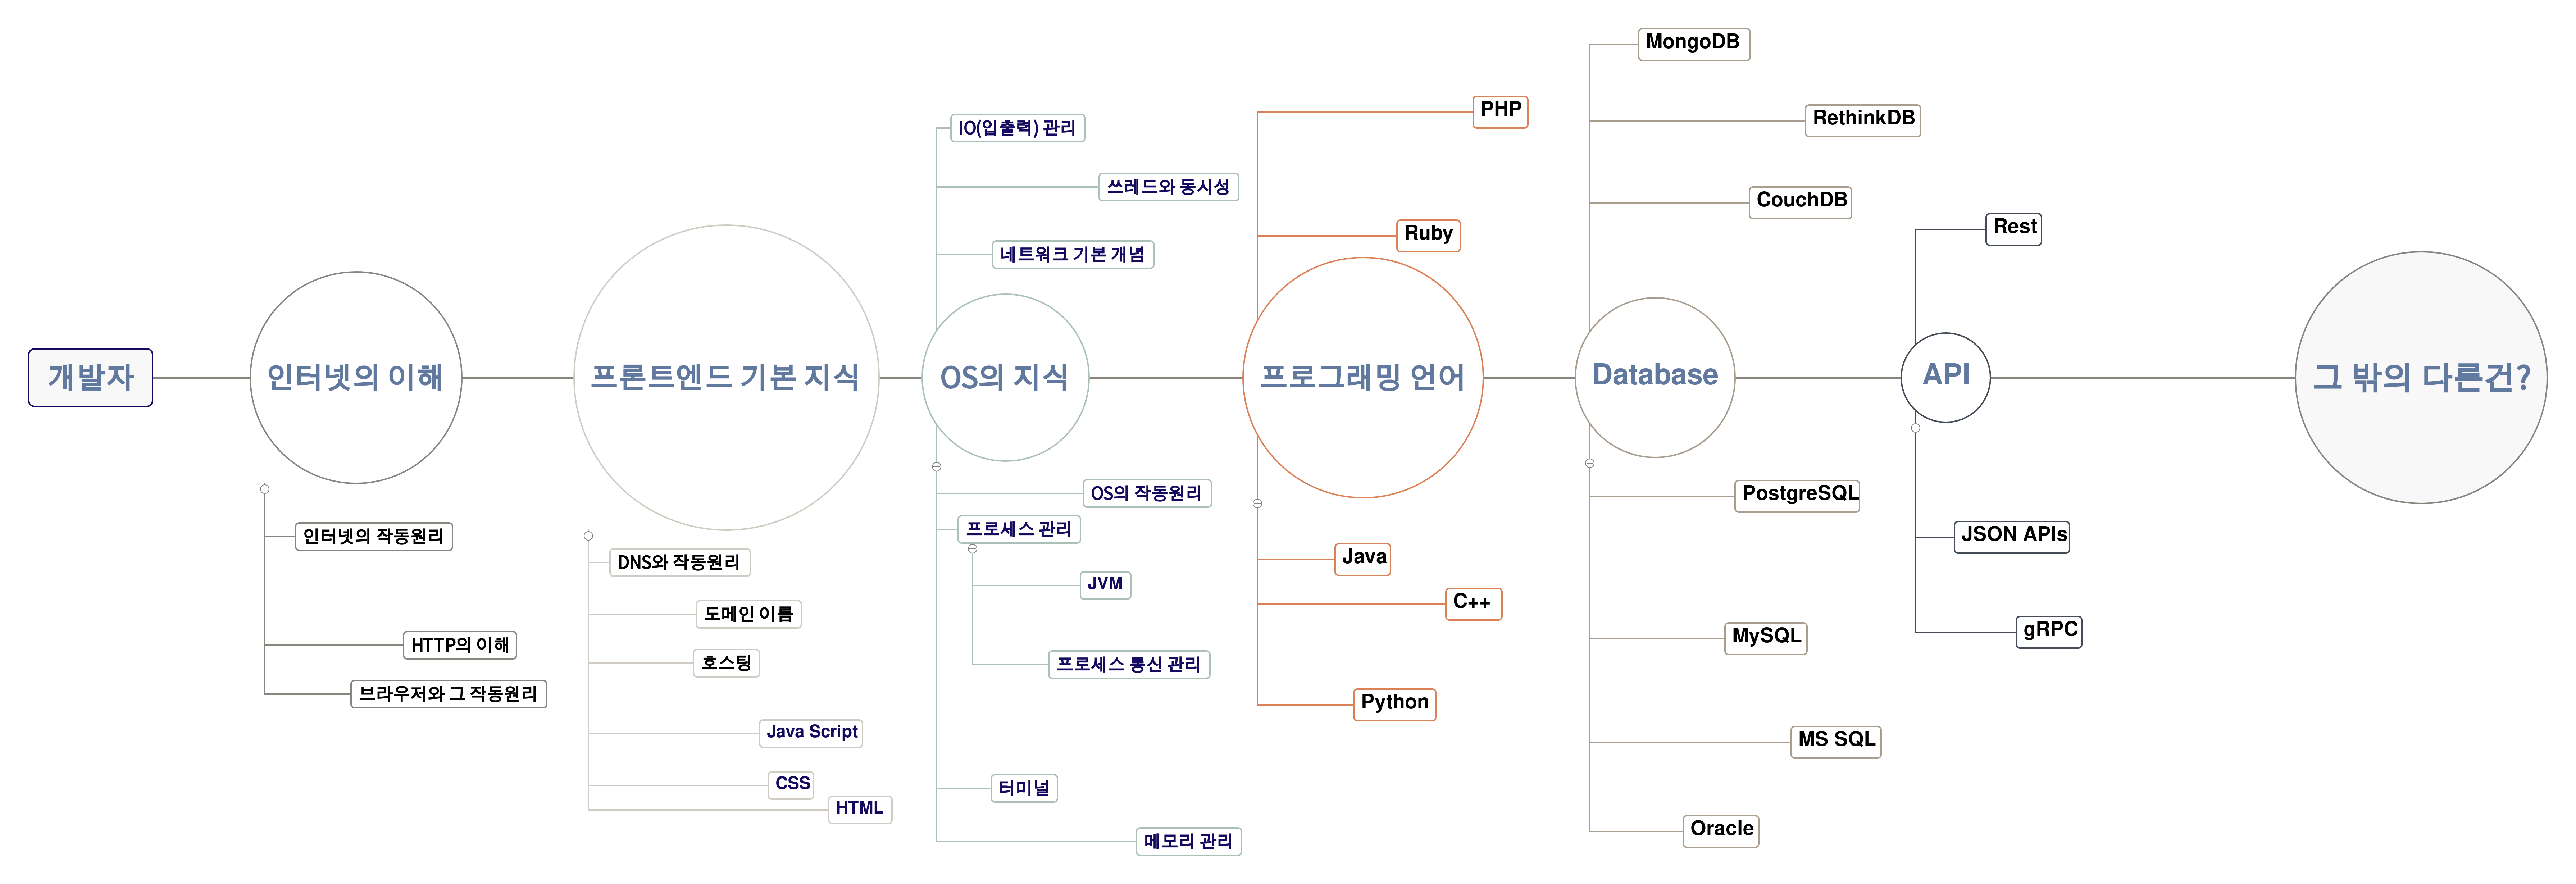 개발자
인터넷의 이해
인터넷의 작동원리
HTTP의 이해
브라우저와 그 작동원리
프론트엔드 기본 지식
DNS와 작동원리
도메인 이름
호스팅
Java Script
CSS
HTML
IO(입출력) 관리
쓰레드와 동시성
네트워크 기본 개념
OS의 지식
OS의 작동원리
프로세스 관리
JVM
프로세스 통신 관리
터미널
메모리 관리
PHP
Ruby
프로그래밍 언어
Java
C++
Python
MongoDB
RethinkDB
CouchDB
Database
PostgreSQL
MySQL
MS SQL
Oracle
Rest
API
JSON APIs
gRPC
그 밖의 다른건?